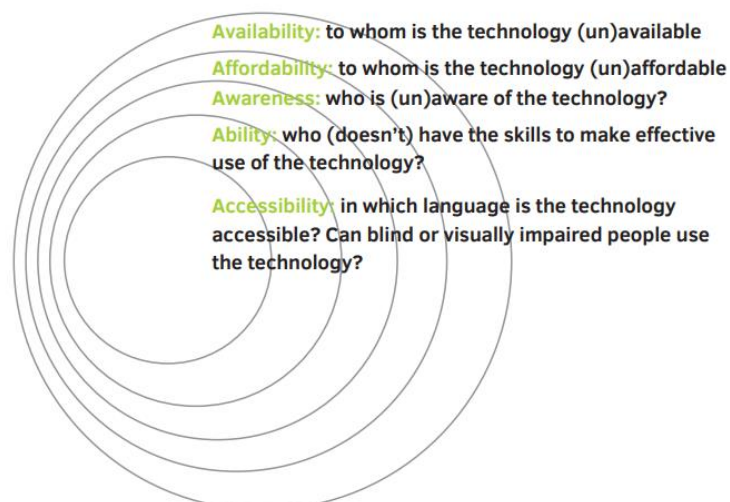 Availability: to whom is the technology (un)available
Affordability: to whom is the technology (un)affordable
Awareness: who is (un)aware of the technology?
Ability: who (doesn’t) have the skills to make effective
use of the technology?
Accessibility: in which language is the technology
accessible? Can blind or visually impaired people use
the technology?